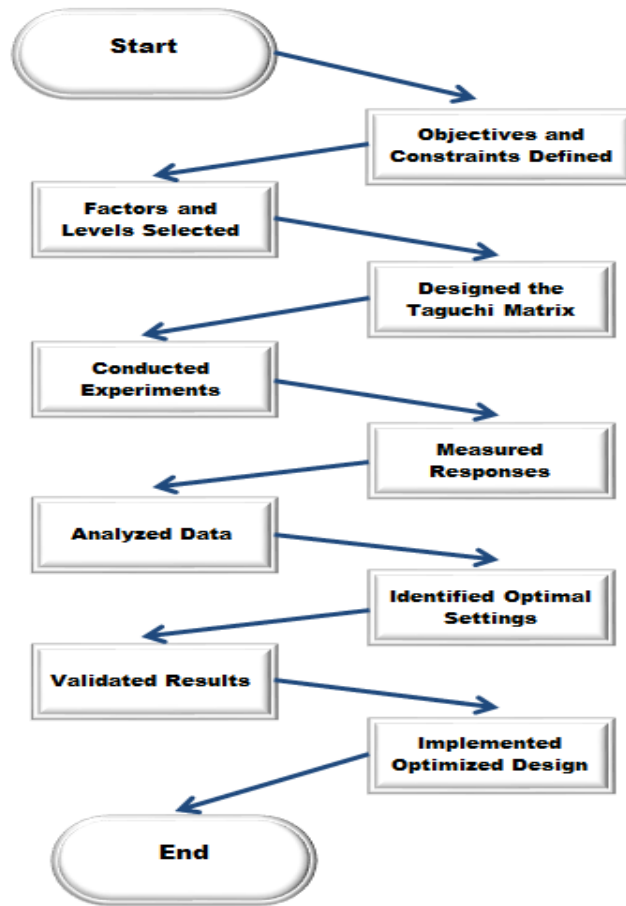 Start
Objectives and
Constraints Defined
Factors and
Levels Selected
Designed the
Taguchi Matrix
Conducted
Experiments
Measured
Responses
Analyzed Data
Identified Optimal
Settings
Validated Results
Implemented
Optimized Design
End